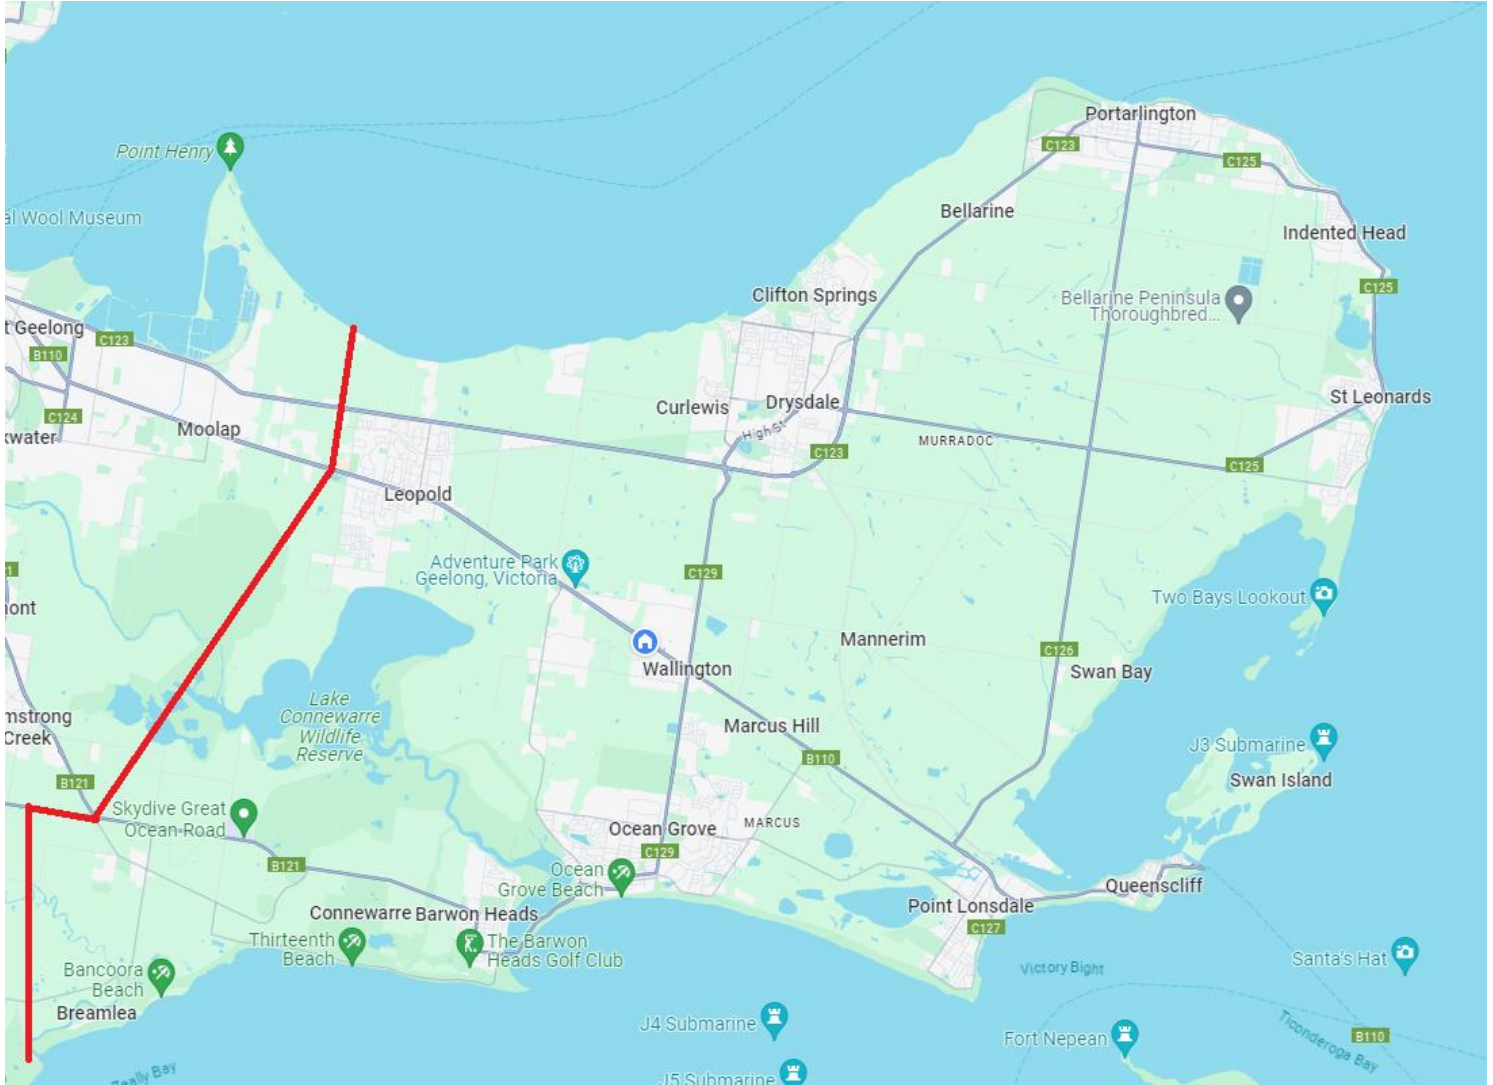 Portarlington
C123
C125
Point Henry
Bellarine
al Wool Museum
Indented Head
C125
Clifton Springs
Bellarine Peninsula
Thoroughbred...
t Geelong
C123
B110
St Leonards
Curlewis
Drysdale
C124
Moolap
High St
MURRADOC
xwater
C123
C125
Leopold
Adventure Park
Geelong, Victoria
C129
Two Bays Lookout
Mannerim
C126
Wallington
Swan Bay
Lake
Connewarre
Wildlife
Reserve
mstrong
Creek
Marcus Hill
J3 Submarine
B110
Swan Island
B121
Skydive Great
Ocean Road
Ocean Grove
MARCUS
C129
B121
Ocean
Grove Beach
Queenscliff
Connewarre
Barwon Heads
Point Lonsdale
C127
Thirteenth
Beach
The Barwon
Heads Golf Club
Santa's Hat
Victory Bight
Bancoora
Beach
Breamlea
J4 Submarine
Fort Nepean
Ticonderoga Bay
B110
J5 Submarine